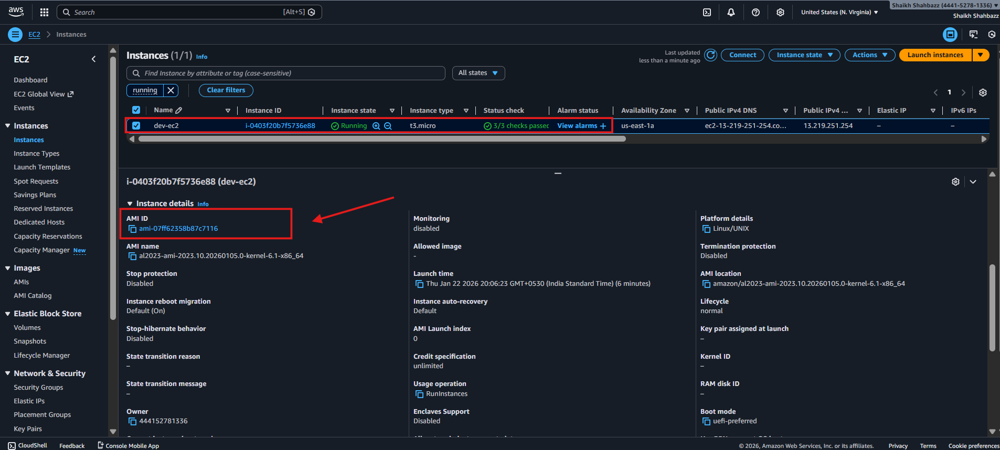 aws
Search
[Alt+S]
United States (N. Virginia)
Shaikh Shahbazz (4441-5278-1336)
Shaikh Shahbazz
EC2
Instances
EC2
Dashboard
EC2 Global View
Events
Instances
Instances
Instance Types
Launch Templates
Spot Requests
Savings Plans
Reserved Instances
Dedicated Hosts
Capacity Reservations
Capacity Manager New
Images
AMIs
AMI Catalog
Elastic Block Store
Volumes
Snapshots
Lifecycle Manager
Network & Security
Security Groups
Elastic IPs
Placement Groups
Key Pairs
Instances (1/1) Info
Last updated
less than a minute ago
Connect
Instance state
Actions
Launch instances
Find Instance by attribute or tag (case-sensitive)
All states
running
Clear filters
1
Name Instance ID Instance state Instance type Status check Alarm status Availability Zone Public IPv4 DNS Public IPv4 ... Elastic IP IPv6 IPs
dev-ec2 i-0403f20b7f5736e88 Running t3.micro 3/3 checks passed View alarms + us-east-1a ec2-13-219-251-254.co... 13.219.251.254 – –
i-0403f20b7f5736e88 (dev-ec2)
Instance details Info
AMI ID
ami-07ff62358b87c7116
AMI name
al2023-ami-2023.10.20260105.0-kernel-6.1-x86_64
Stop protection
Disabled
Instance reboot migration
Default (On)
Stop-hibernate behavior
Disabled
State transition reason
–
State transition message
–
Owner
444152781336
Monitoring
disabled
Allowed image
-
Launch time
Thu Jan 22 2026 20:06:23 GMT+0530 (India Standard Time) (6 minutes)
Instance auto-recovery
Default
AMI Launch index
0
Credit specification
unlimited
Usage operation
RunInstances
Enclaves Support
Disabled
Platform details
Linux/UNIX
Termination protection
Disabled
AMI location
amazon/al2023-ami-2023.10.20260105.0-kernel-6.1-x86_64
Lifecycle
normal
Key pair assigned at launch
–
Kernel ID
–
RAM disk ID
–
Boot mode
uefi-preferred
CloudShell
Feedback
Console Mobile App
© 2026, Amazon Web Services, Inc. or its affiliates.
Privacy
Terms
Cookie preferences